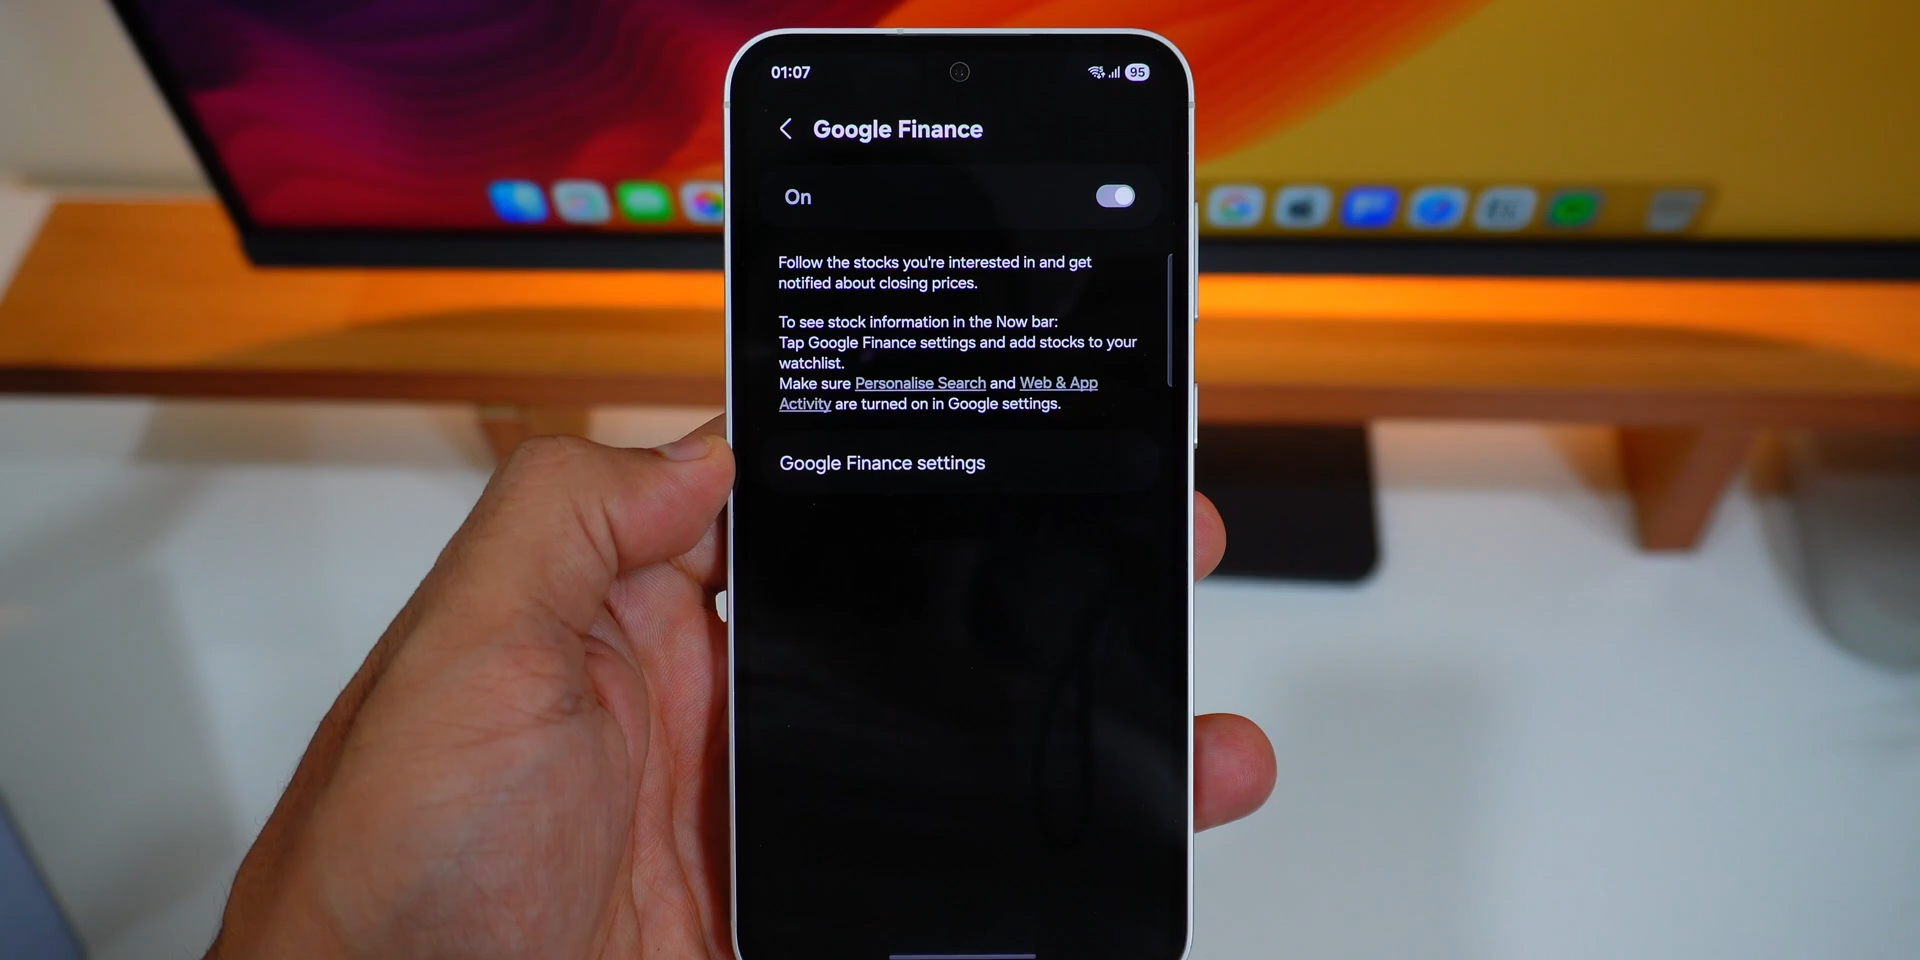 01:07
95
Google Finance
On
Follow the stocks you're interested in and get
notified about closing prices.
To see stock information in the Now bar:
Tap Google Finance settings and add stocks to your
watchlist.
Make sure Personalise Search and Web & App
Activity are turned on in Google settings.
Google Finance settings